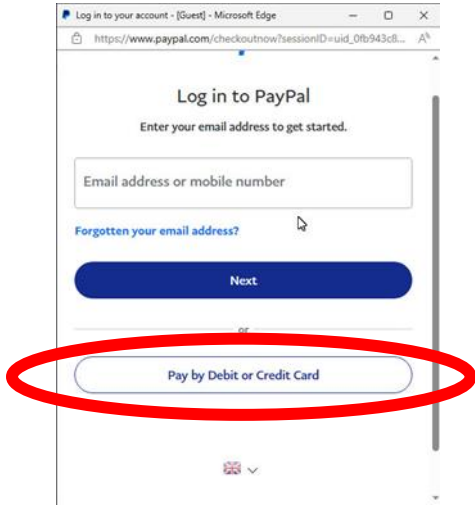 Log in to your account - [Guest] - Microsoft Edge
https://www.paypal.com/checkoutnow?sessionID=uid_0fb943c8...
Log in to PayPal
Enter your email address to get started.
Email address or mobile number
Forgotten your email address?
Next
or
Pay by Debit or Credit Card